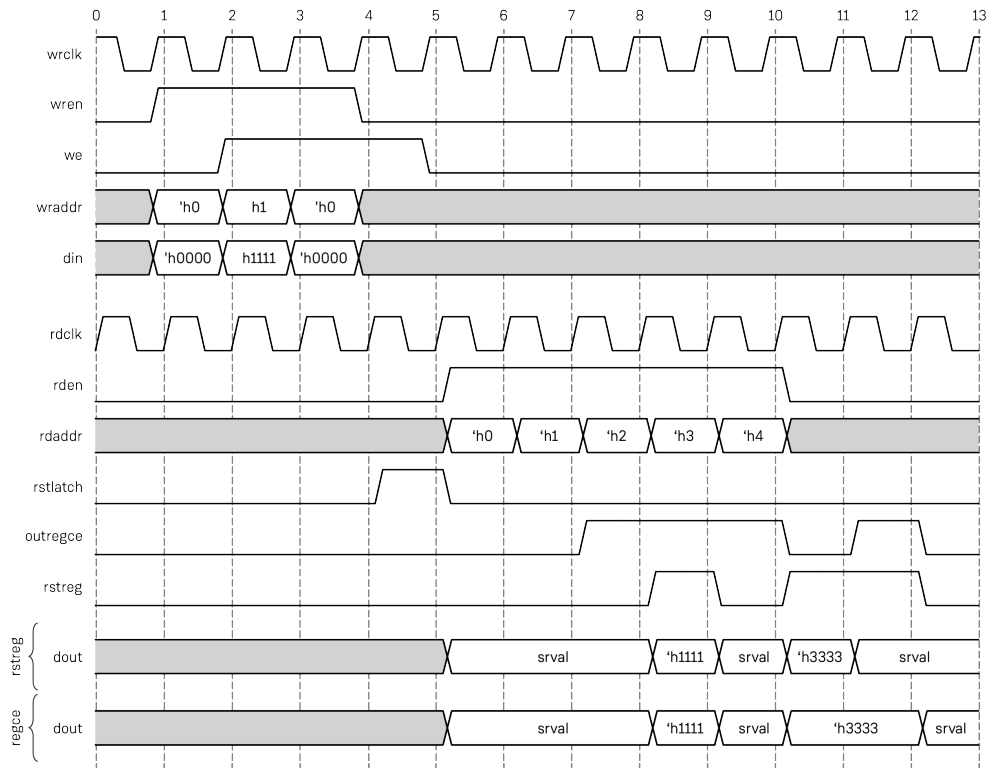 0 1 2 3 4 5 6 7 8 9 10 11 12 13
wrclk
wren
we
wraddr 'h0 h1 'h0
din 'h0000 h1111 'h0000
rdclk
rden
rdaddr ‘h0 ‘h1 ‘h2 ‘h3 ‘h4
rstlatch
outregce
rstreg
rstreg dout srval ‘h1111 srval ‘h3333 srval
regce dout srval ‘h1111 srval ‘h3333 srval